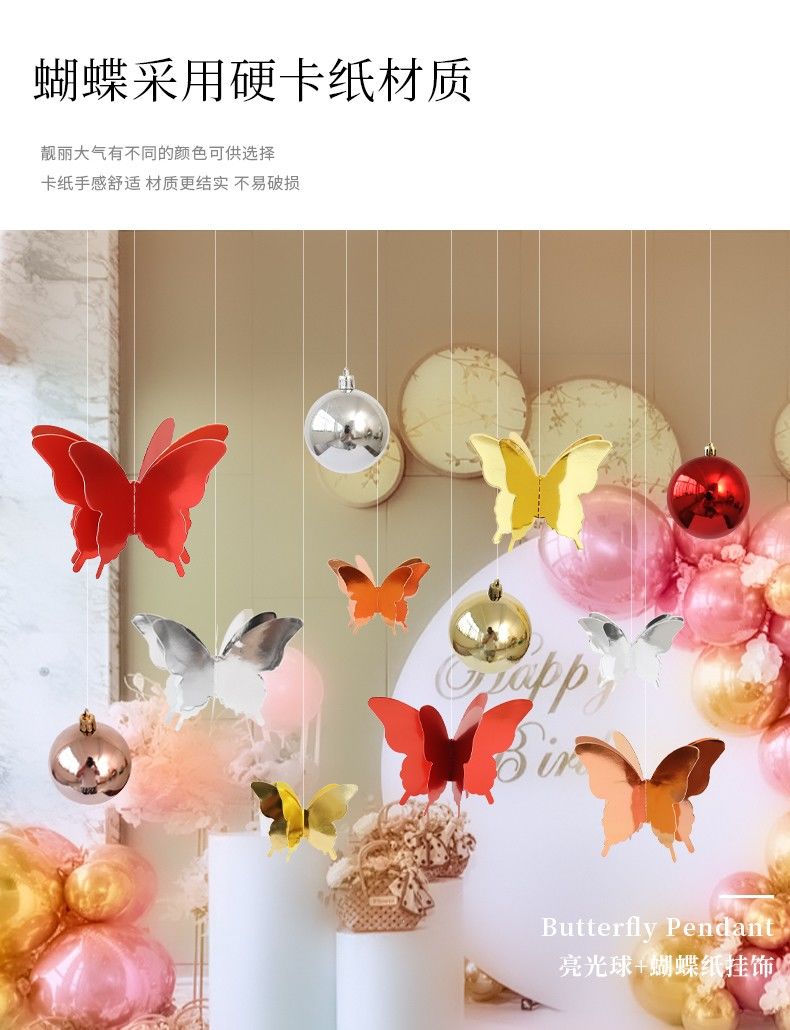 蝴蝶采用硬卡纸材质
靓丽大气有不同的颜色可供选择
卡纸手感舒适 材质更结实 不易破损
Happy
Butterfly Pendant
亮光球+蝴蝶纸挂饰